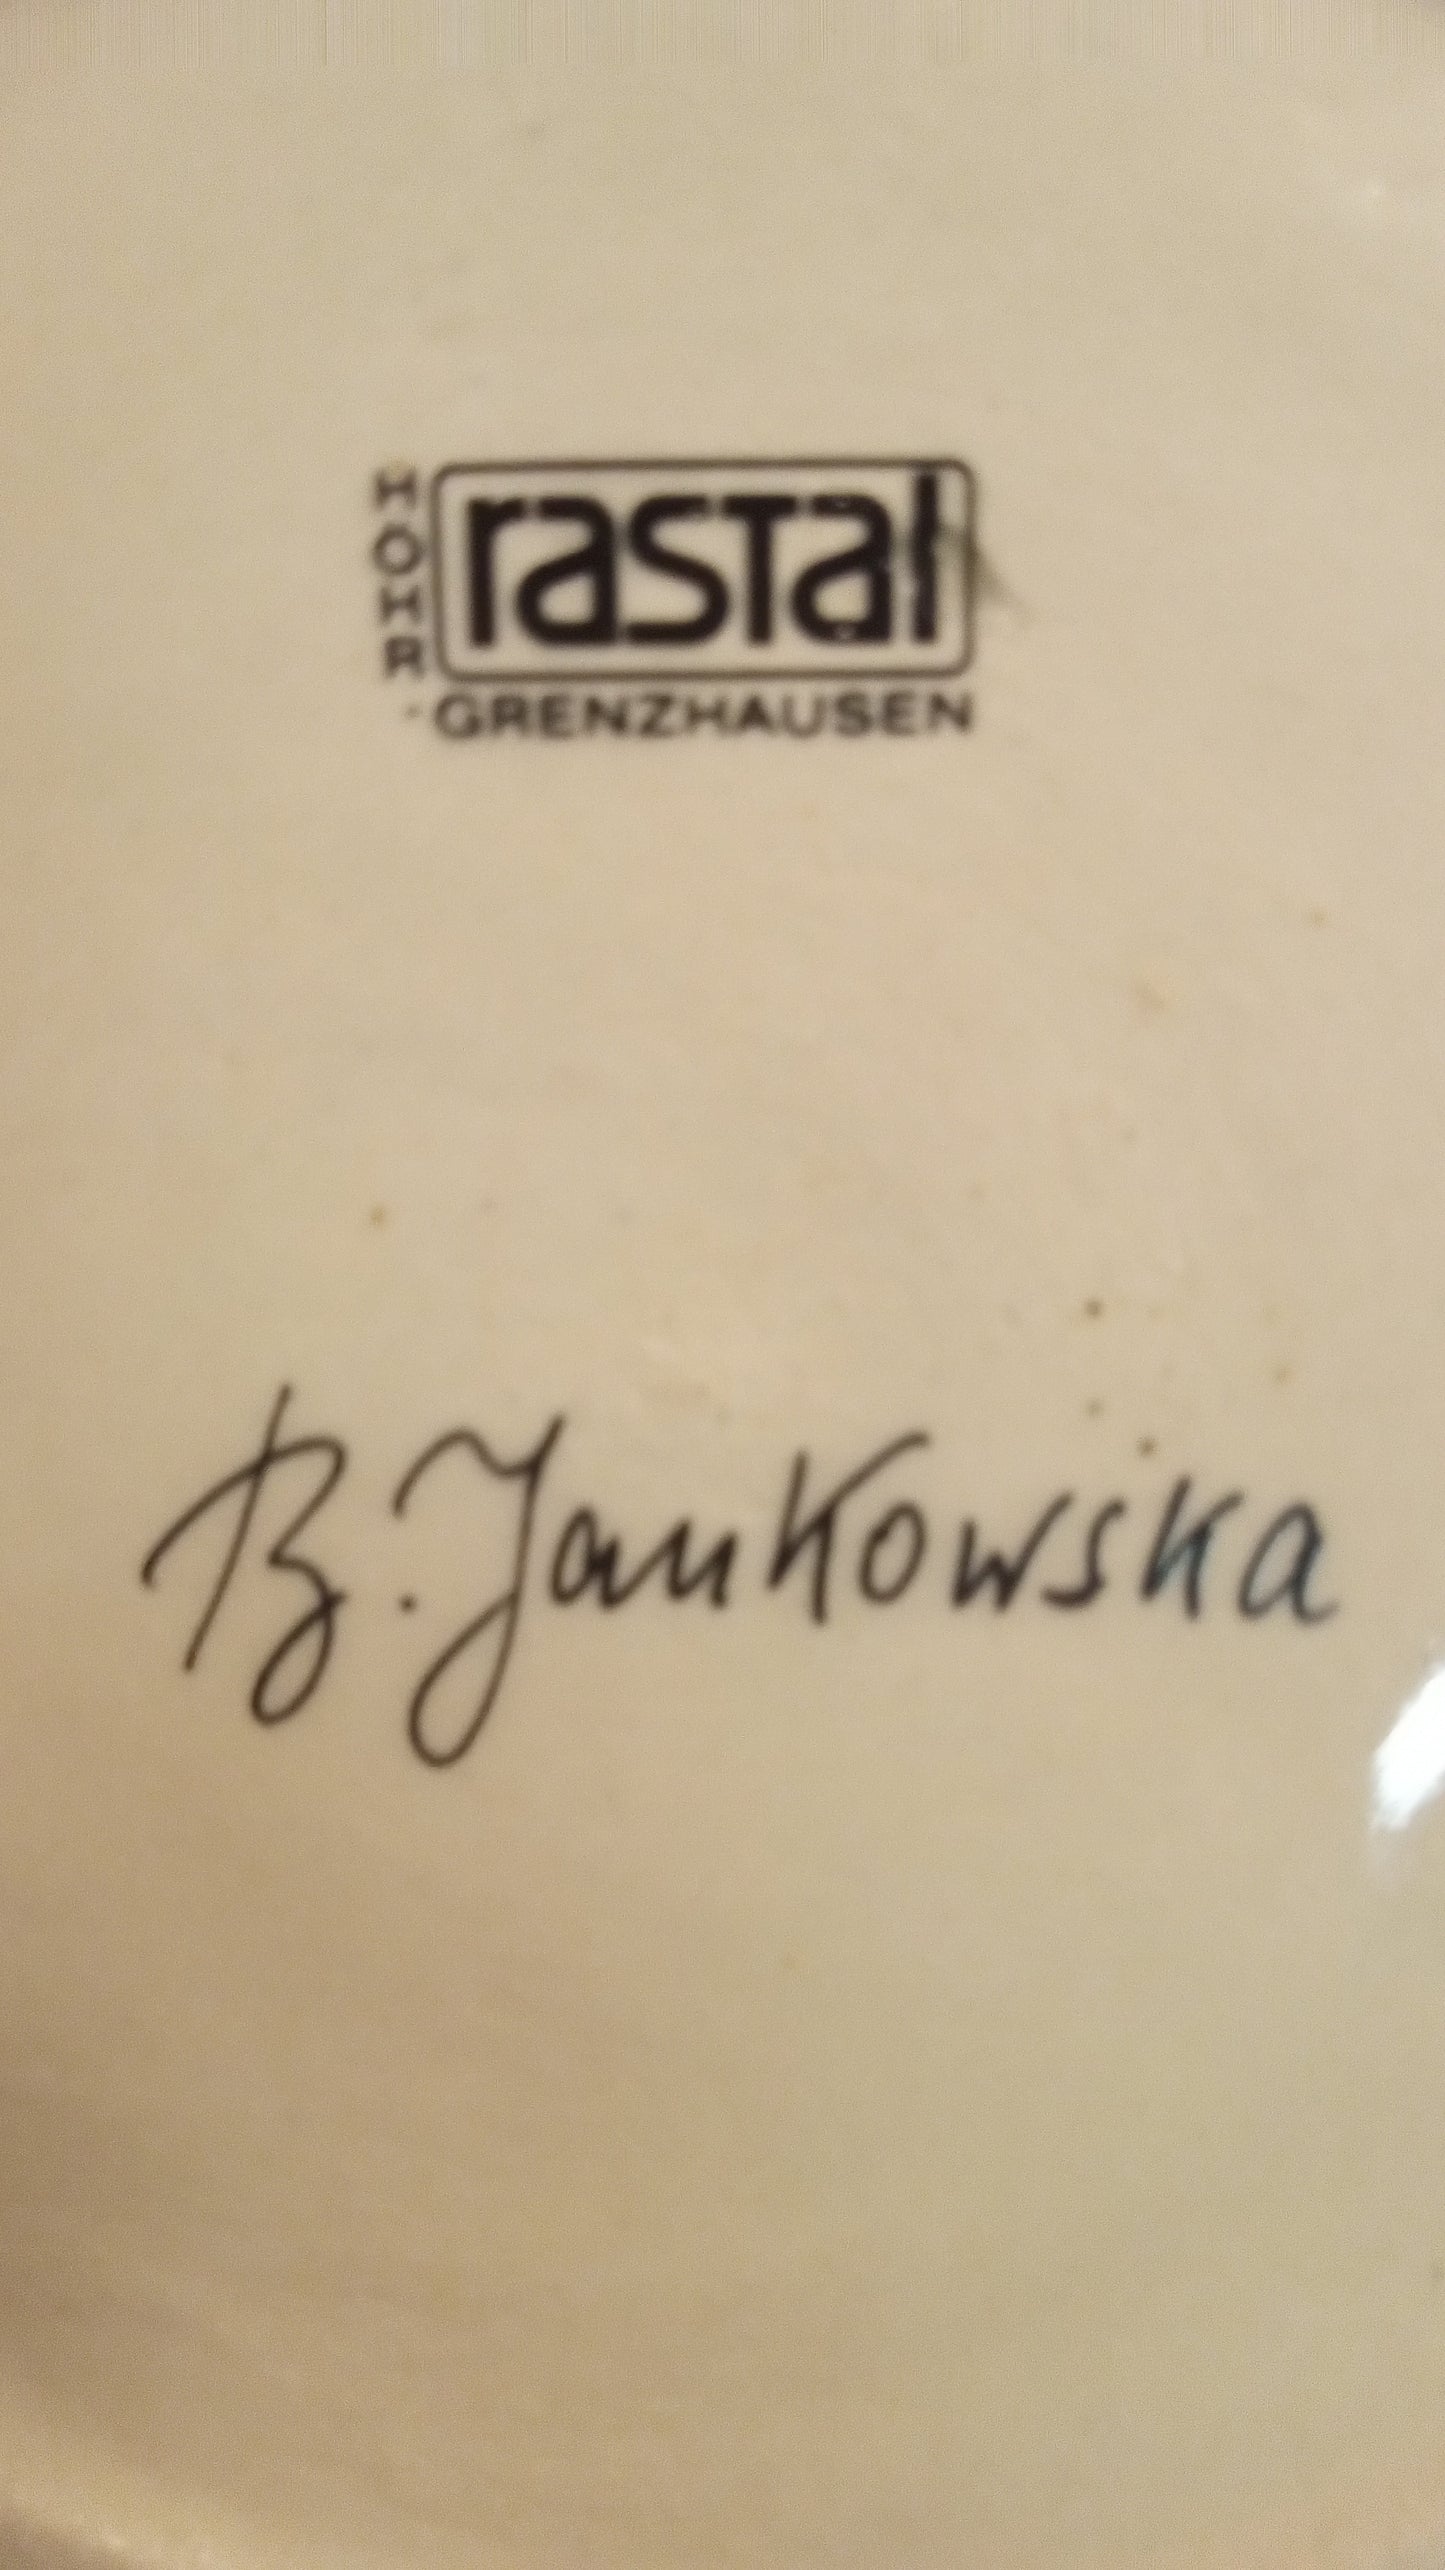 HÖHR
rastal
-GRENZHAUSEN
B. Jankowska